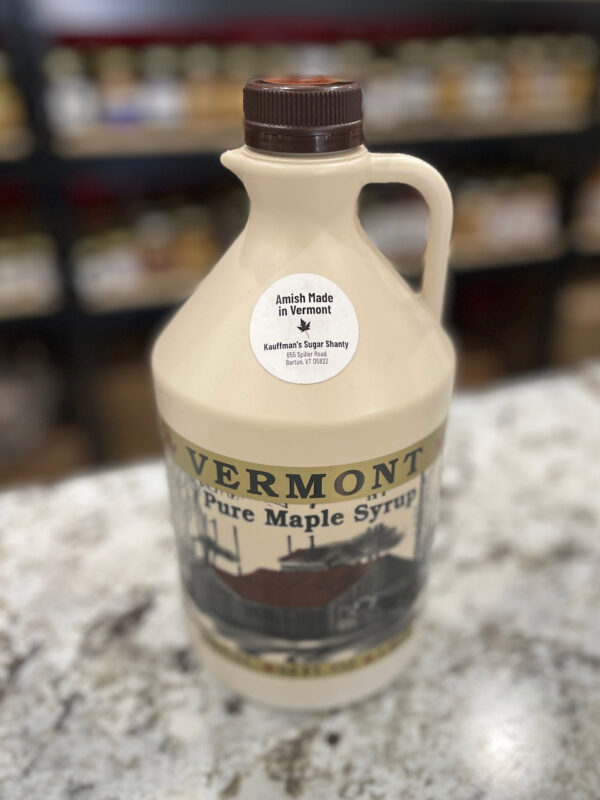 Amish Made
in Vermont
Kauffman's Sugar Shanty
855 Spiller Road
Barton, VT 05822
VERMONT
Pure Maple Syrup